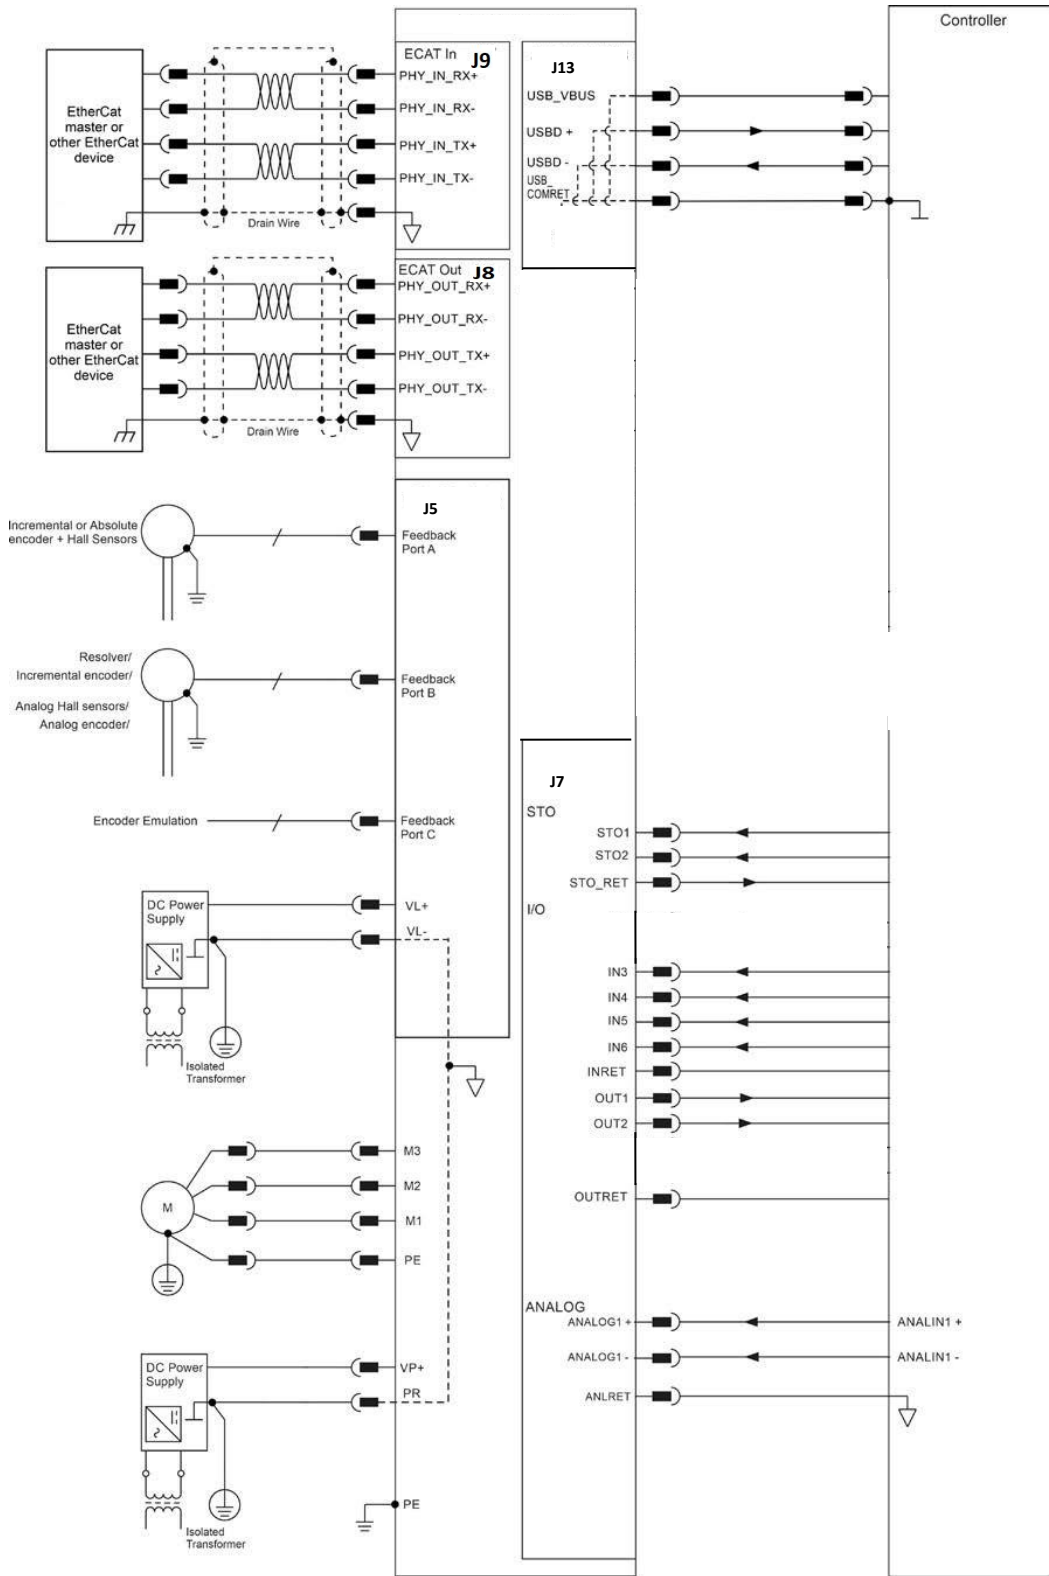 Controller
ECAT In
J9
PHY_IN_RX+
PHY_IN_RX-
PHY_IN_TX+
PHY_IN_TX-
EtherCat
master or
other EtherCat
device
Drain Wire
J13
USB_VBUS
USBD +
USBD -
USB_
COMRET
ECAT Out
J8
PHY_OUT_RX+
PHY_OUT_RX-
PHY_OUT_TX+
PHY_OUT_TX-
EtherCat
master or
other EtherCat
device
Drain Wire
J5
Incremental or Absolute
encoder + Hall Sensors
Feedback
Port A
Resolver/
Incremental encoder/
Analog Hall sensors/
Analog encoder/
Feedback
Port B
Encoder Emulation
Feedback
Port C
DC Power
Supply
VL+
VL-
Isolated
Transformer
M
M3
M2
M1
PE
DC Power
Supply
VP+
PR
Isolated
Transformer
PE
J7
STO
STO1
STO2
STO_RET
I/O
IN3
IN4
IN5
IN6
INRET
OUT1
OUT2
OUTRET
ANALOG
ANALOG1 +
ANALOG1 -
ANLRET
ANALIN1 +
ANALIN1 -